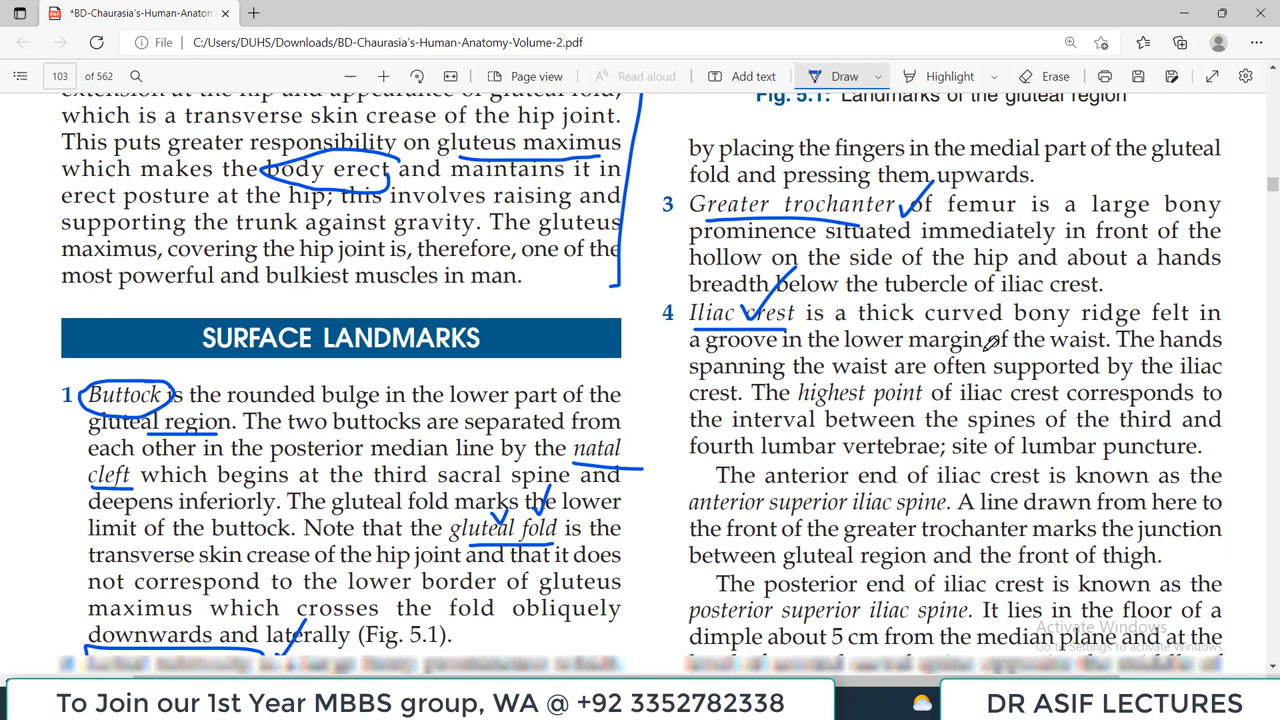 *BD-Chaurasia's-Human-Anatom
File
C:/Users/DUHS/Downloads/BD-Chaurasia's-Human-Anatomy-Volume-2.pdf
103 of 562
Page view
Read aloud
Add text
Draw
Highlight
Erase
extension at the hip and appearance of gluteal fold)
which is a transverse skin crease of the hip joint.
This puts greater responsibility on gluteus maximus
which makes the body erect and maintains it in
erect posture at the hip; this involves raising and
supporting the trunk against gravity. The gluteus
maximus, covering the hip joint is, therefore, one of the
most powerful and bulkiest muscles in man.
SURFACE LANDMARKS
1 Buttock is the rounded bulge in the lower part of the
gluteal region. The two buttocks are separated from
each other in the posterior median line by the natal
cleft which begins at the third sacral spine and
deepens inferiorly. The gluteal fold marks the lower
limit of the buttock. Note that the gluteal fold is the
transverse skin crease of the hip joint and that it does
not correspond to the lower border of gluteus
maximus which crosses the fold obliquely
downwards and laterally (Fig. 5.1).
Fig. 5.1: Landmarks of the gluteal region
by placing the fingers in the medial part of the gluteal
fold and pressing them upwards.
3 Greater trochanter of femur is a large bony
prominence situated immediately in front of the
hollow on the side of the hip and about a hands
breadth below the tubercle of iliac crest.
4 Iliac crest is a thick curved bony ridge felt in
a groove in the lower margin of the waist. The hands
spanning the waist are often supported by the iliac
crest. The highest point of iliac crest corresponds to
the interval between the spines of the third and
fourth lumbar vertebrae; site of lumbar puncture.
The anterior end of iliac crest is known as the
anterior superior iliac spine. A line drawn from here to
the front of the greater trochanter marks the junction
between gluteal region and the front of thigh.
The posterior end of iliac crest is known as the
posterior superior iliac spine. It lies in the floor of a
dimple about 5 cm from the median plane and at the
Activate Windows
Go to Settings to activate Windows.
To Join our 1st Year MBBS group, WA @ +92 3352782338
DR ASIF LECTURES